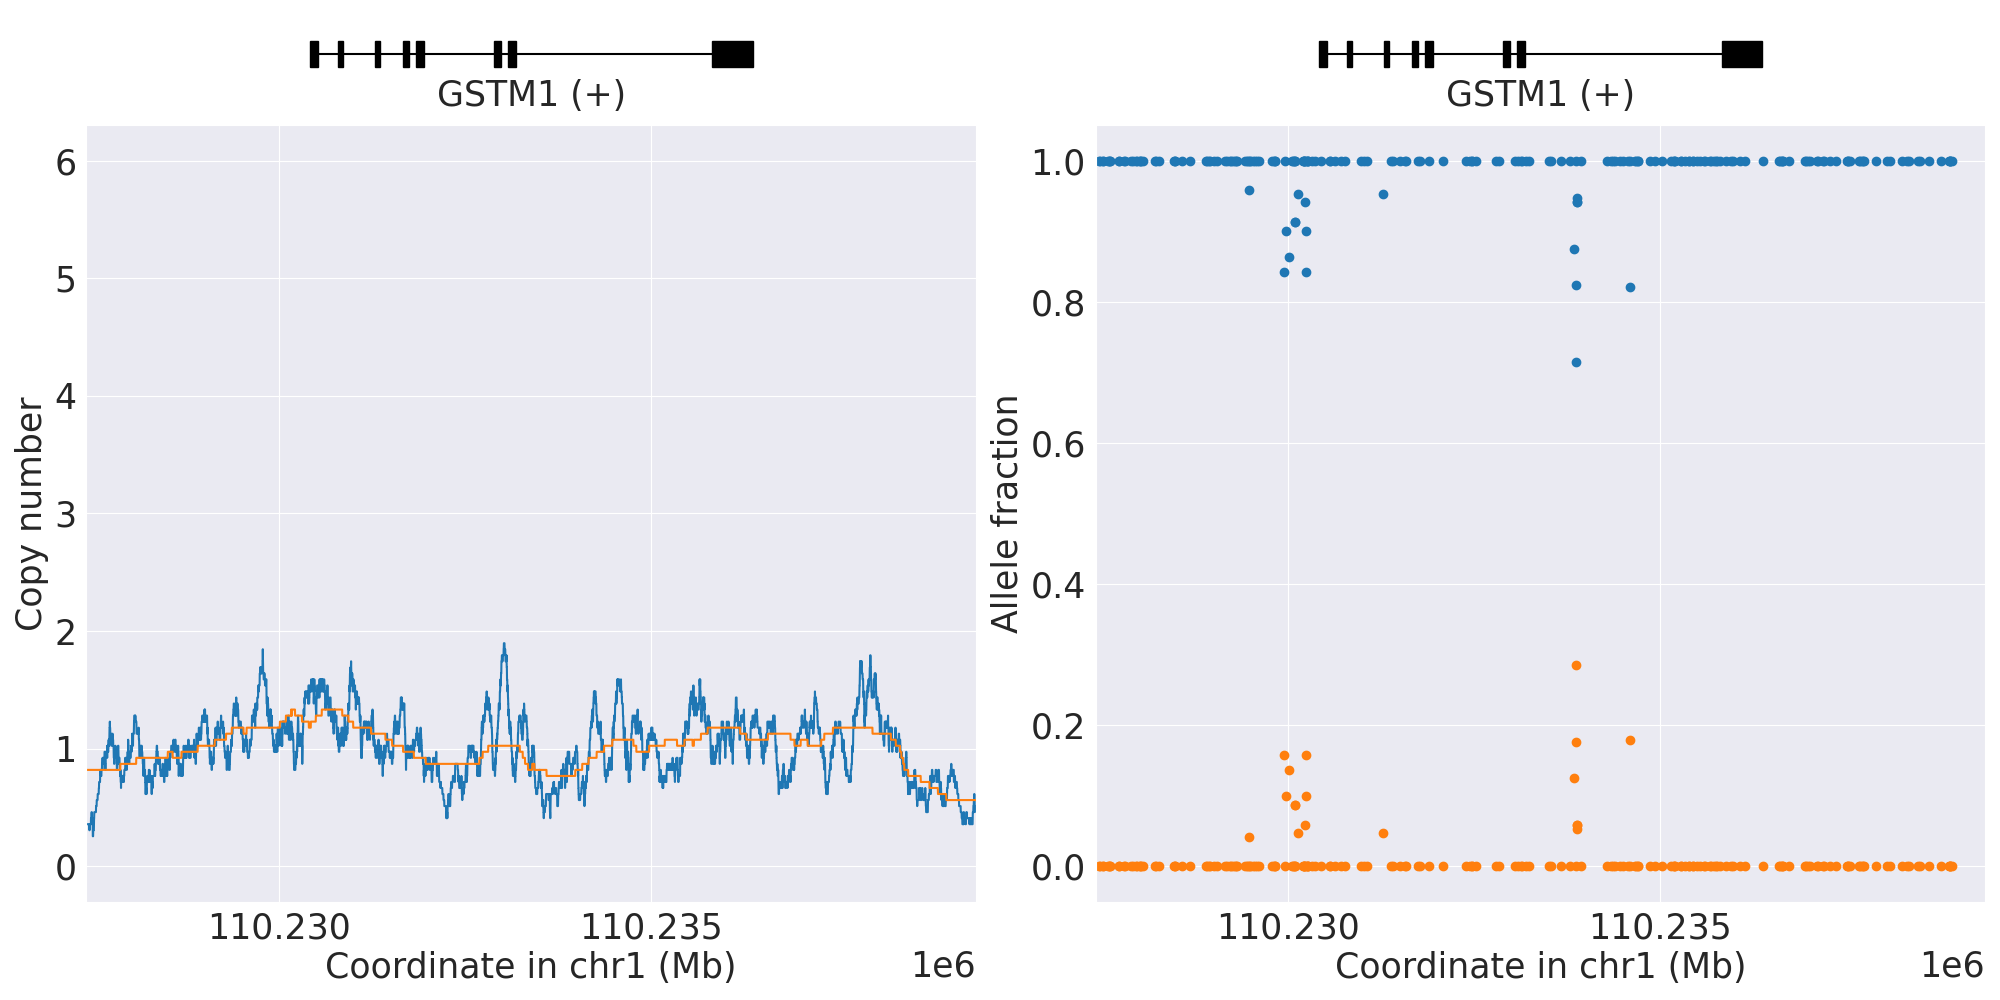 GSTM1 (+)
6
5
4
3
2
1
0
Copy number
110.230
110.235
Coordinate in chr1 (Mb)
1e6
GSTM1 (+)
1.0
0.8
0.6
0.4
0.2
0.0
Allele fraction
110.230
110.235
Coordinate in chr1 (Mb)
1e6